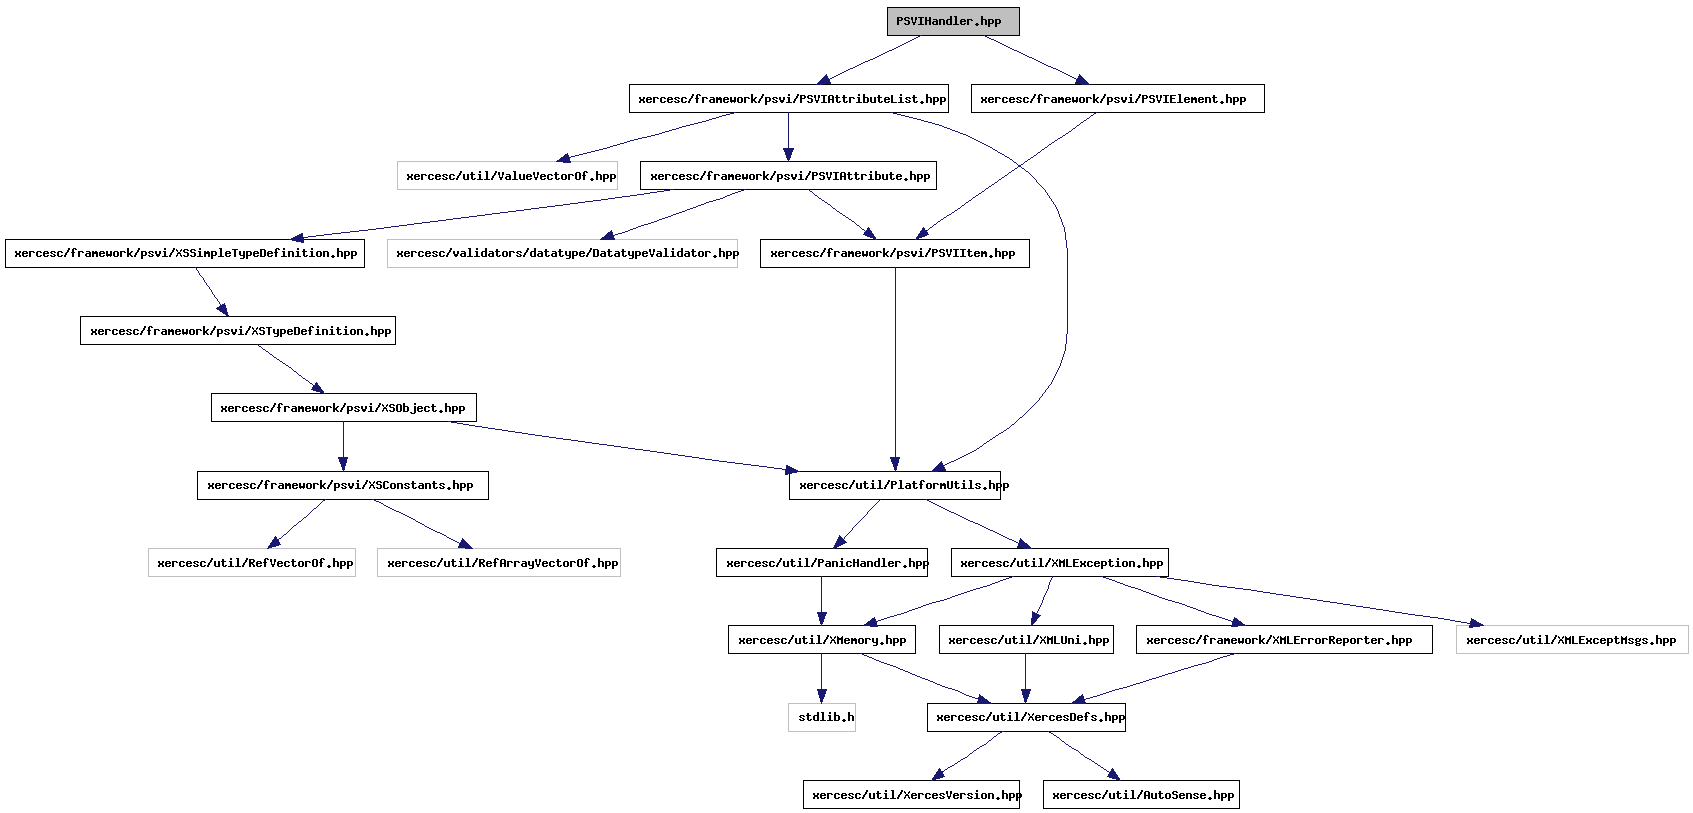 PSVIHandler.hpp
xercesc/framework/psvi/PSVIAttributeList.hpp
xercesc/framework/psvi/PSVIElement.hpp
xercesc/util/ValueVectorOf.hpp
xercesc/framework/psvi/PSVIAttribute.hpp
xercesc/framework/psvi/XSSimpleTypeDefinition.hpp
xercesc/validators/datatype/DatatypeValidator.hpp
xercesc/framework/psvi/PSVIItem.hpp
xercesc/framework/psvi/XSTypeDefinition.hpp
xercesc/framework/psvi/XSObject.hpp
xercesc/framework/psvi/XSConstants.hpp
xercesc/util/PlatformUtils.hpp
xercesc/util/RefVectorOf.hpp
xercesc/util/RefArrayVectorOf.hpp
xercesc/util/PanicHandler.hpp
xercesc/util/XMLException.hpp
xercesc/util/XMemory.hpp
xercesc/util/XMLUni.hpp
xercesc/framework/XMLErrorReporter.hpp
xercesc/util/XMLExceptMsgs.hpp
stdlib.h
xercesc/util/XercesDefs.hpp
xercesc/util/XercesVersion.hpp
xercesc/util/AutoSense.hpp